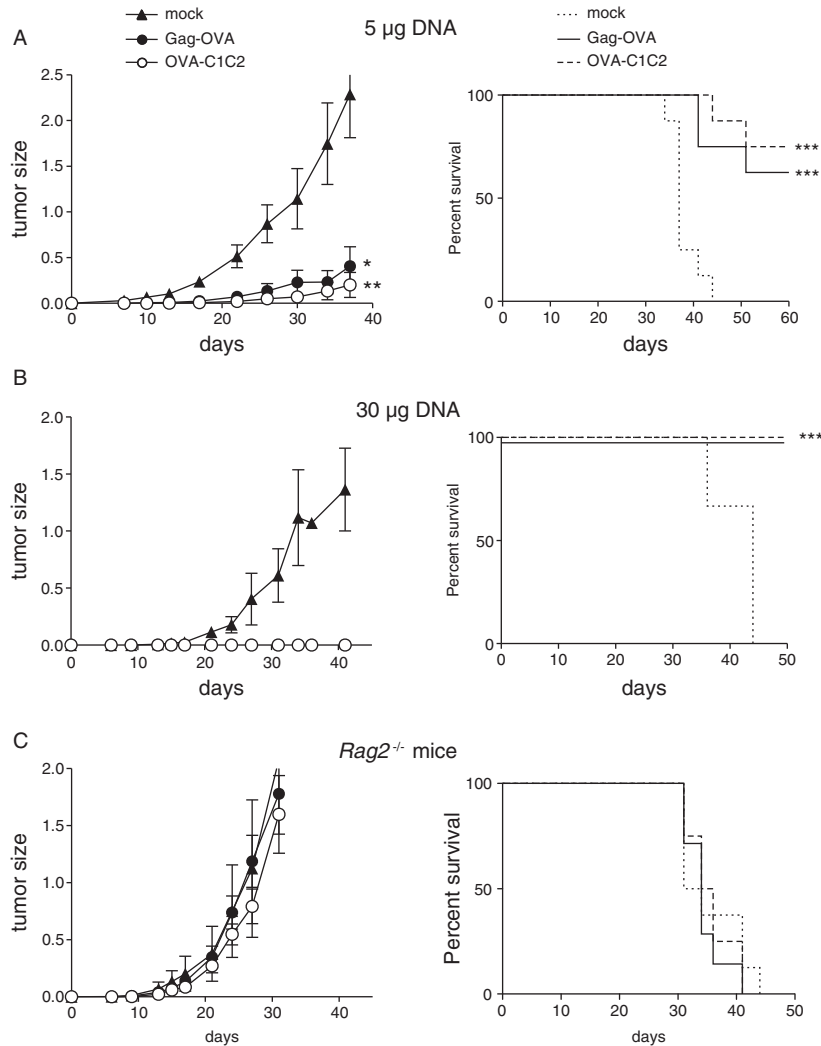 mock
Gag-OVA
OVA-C1C2
A
5 µg DNA
mock
Gag-OVA
OVA-C1C2
2.5
2.0
1.5
1.0
0.5
0.0
tumor size
0
10
20
30
40
days
*
**
100
50
0
Percent survival
0
10
20
30
40
50
60
days
***
***
B
30 µg DNA
2.0
1.5
1.0
0.5
0.0
tumor size
0
10
20
30
40
days
100
50
0
Percent survival
0
10
20
30
40
50
days
***
C
Rag2-/- mice
2.0
1.5
1.0
0.5
0.0
tumor size
0
10
20
30
40
days
100
50
0
Percent survival
0
10
20
30
40
50
days